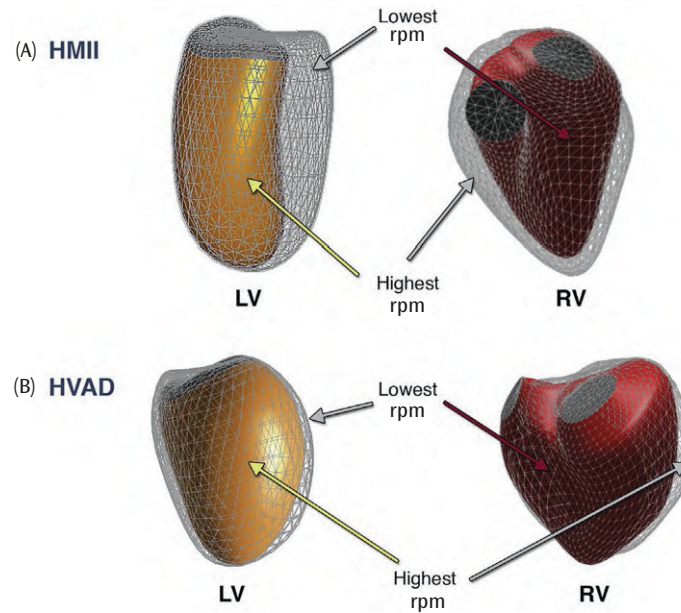 (A) HMII
Lowest
rpm
Highest
rpm
LV
RV
(B) HVAD
Lowest
rpm
Highest
rpm
LV
RV